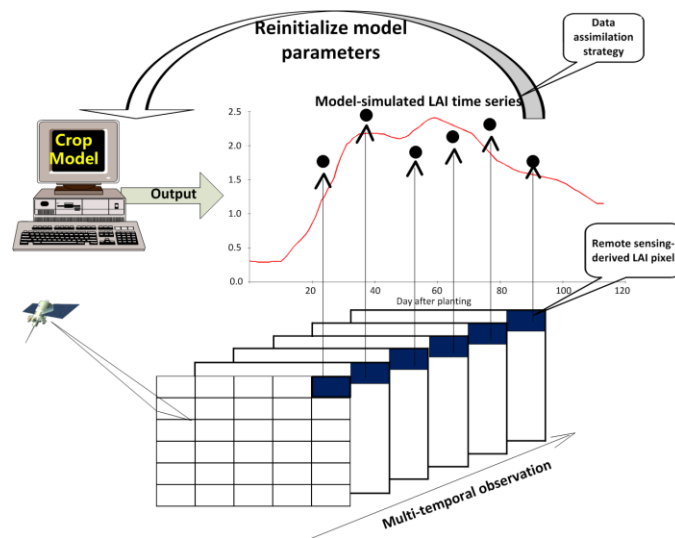 Reinitialize model
parameters
Data
assimilation
strategy
Model-simulated LAI time series
Crop
Model
Output
2.5
2.0
1.5
1.0
0.5
0.0
20
40
60
80
100
120
Day after planting
Remote sensing-
derived LAI pixel
Multi-temporal observation